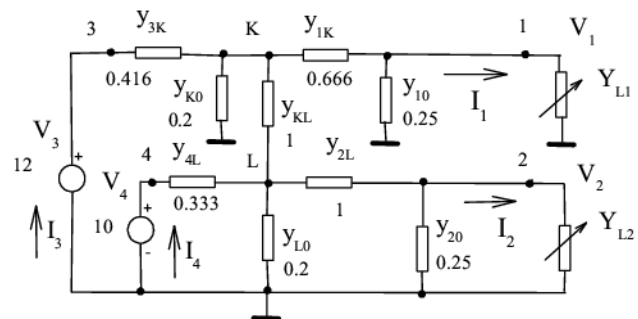 y3K K y1K 1 V1
3
0.416 yK0 0.666 y10 YL1
0.2 yKL 0.25 I1
V3 1 y2L
12 + V4 4 y4L L 2 V2
10 + 0.333 1
I3 - I4 yL0 y20 I2 YL2
0.2 0.25